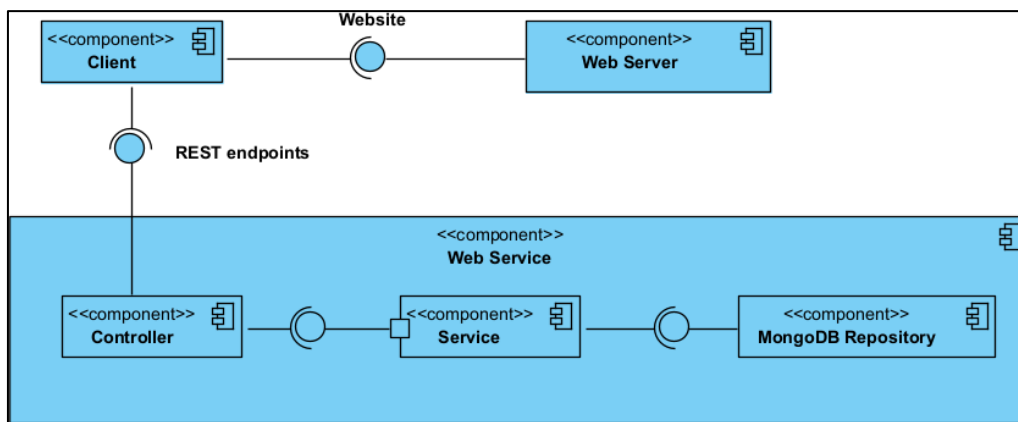 Website
<<component>>
Client
<<component>>
Web Server
REST endpoints
<<component>>
Web Service
<<component>>
Controller
<<component>>
Service
<<component>>
MongoDB Repository